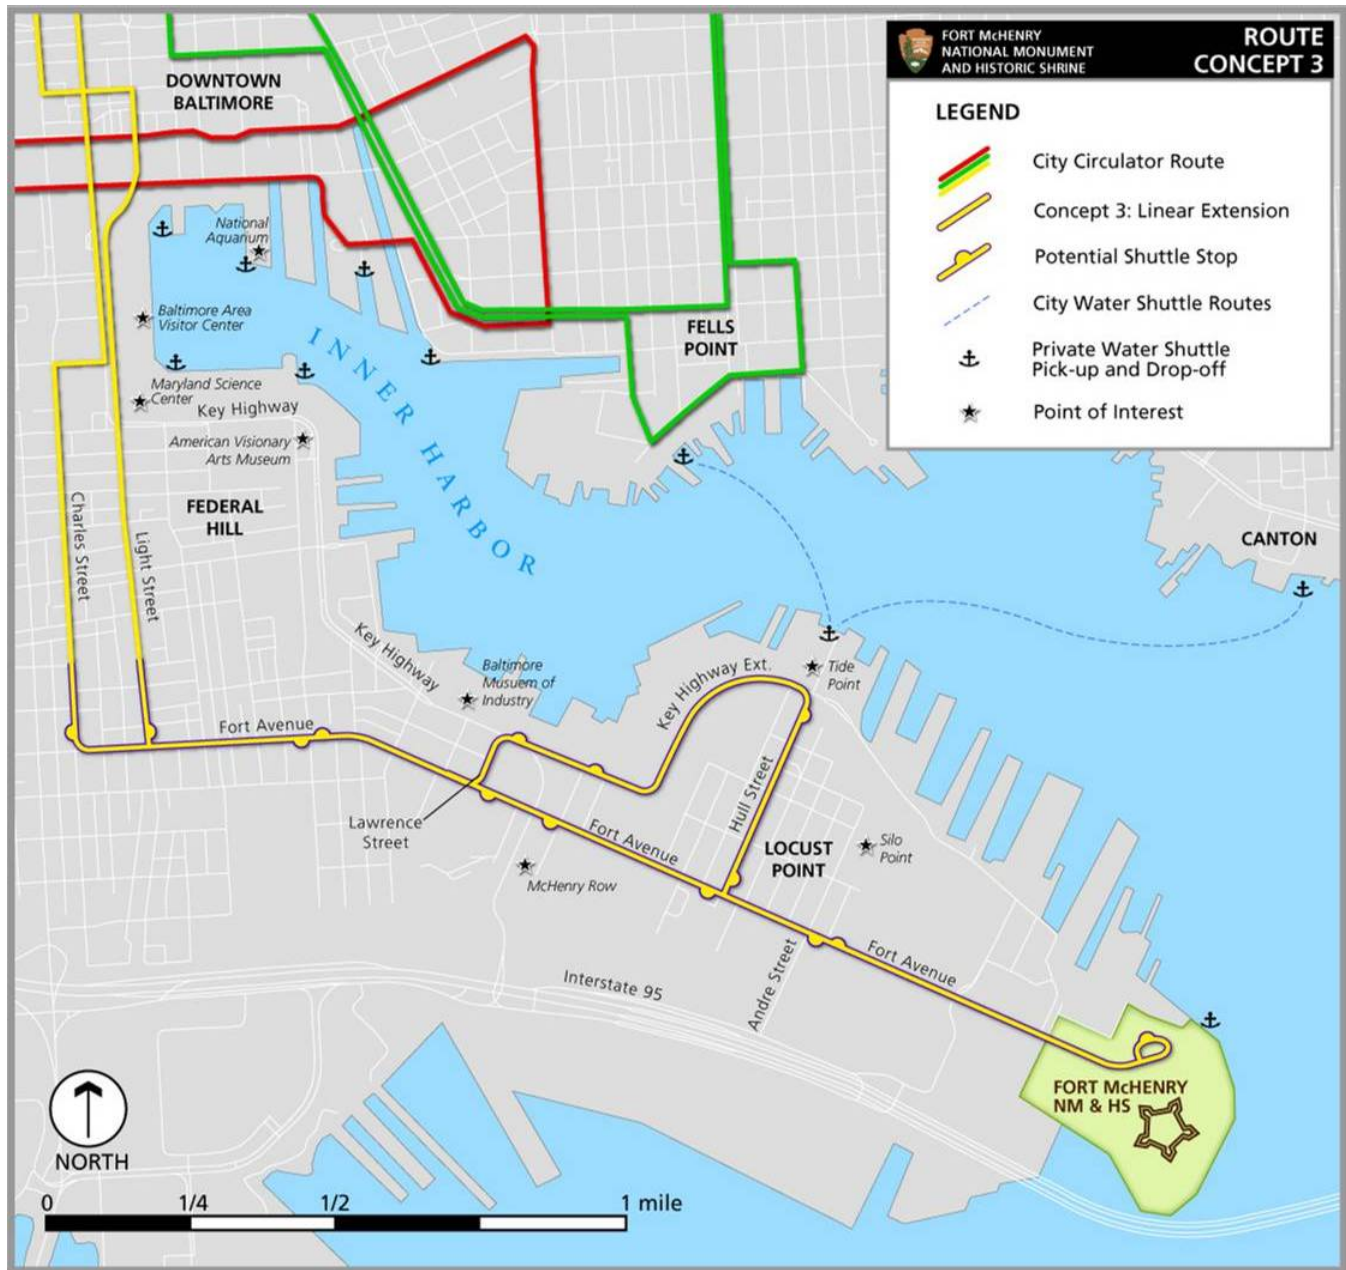 FORT McHENRY
NATIONAL MONUMENT
AND HISTORIC SHRINE
ROUTE
CONCEPT 3
LEGEND
City Circulator Route
Concept 3: Linear Extension
Potential Shuttle Stop
City Water Shuttle Routes
Private Water Shuttle
Pick-up and Drop-off
Point of Interest
DOWNTOWN
BALTIMORE
National
Aquarium
Baltimore Area
Visitor Center
INNER HARBOR
FELLS
POINT
Maryland Science
Center
Key Highway
American Visionary
Arts Museum
FEDERAL
HILL
Charles Street
Light Street
CANTON
Key Highway
Baltimore
Musuem of
Industry
Key Highway Ext.
Tide
Point
Fort Avenue
Lawrence
Street
Hull Street
Fort Avenue
LOCUST
POINT
Silo
Point
McHenry Row
Fort Avenue
Andre Street
Interstate 95
FORT McHENRY
NM & HS
NORTH
0 1/4 1/2 1 mile